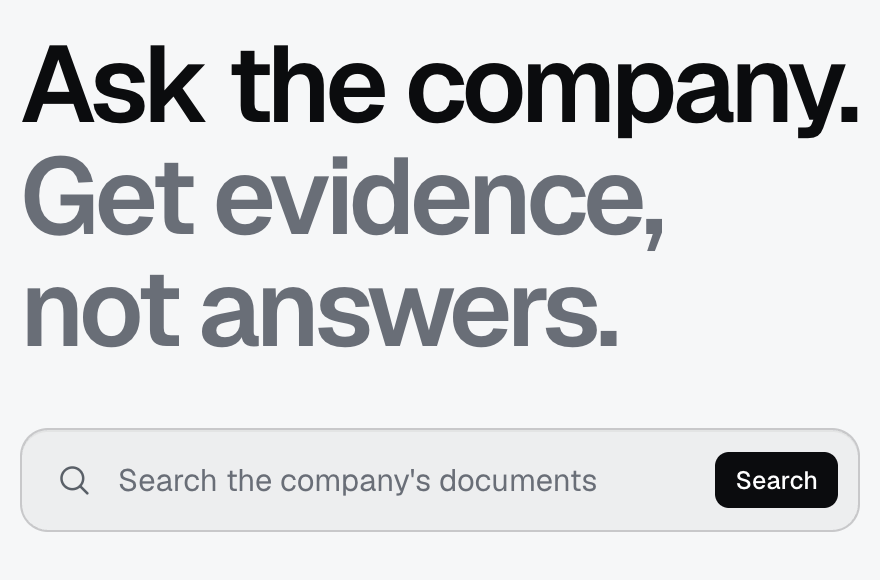 Ask the company.
Get evidence,
not answers.
Search the company's documents
Search